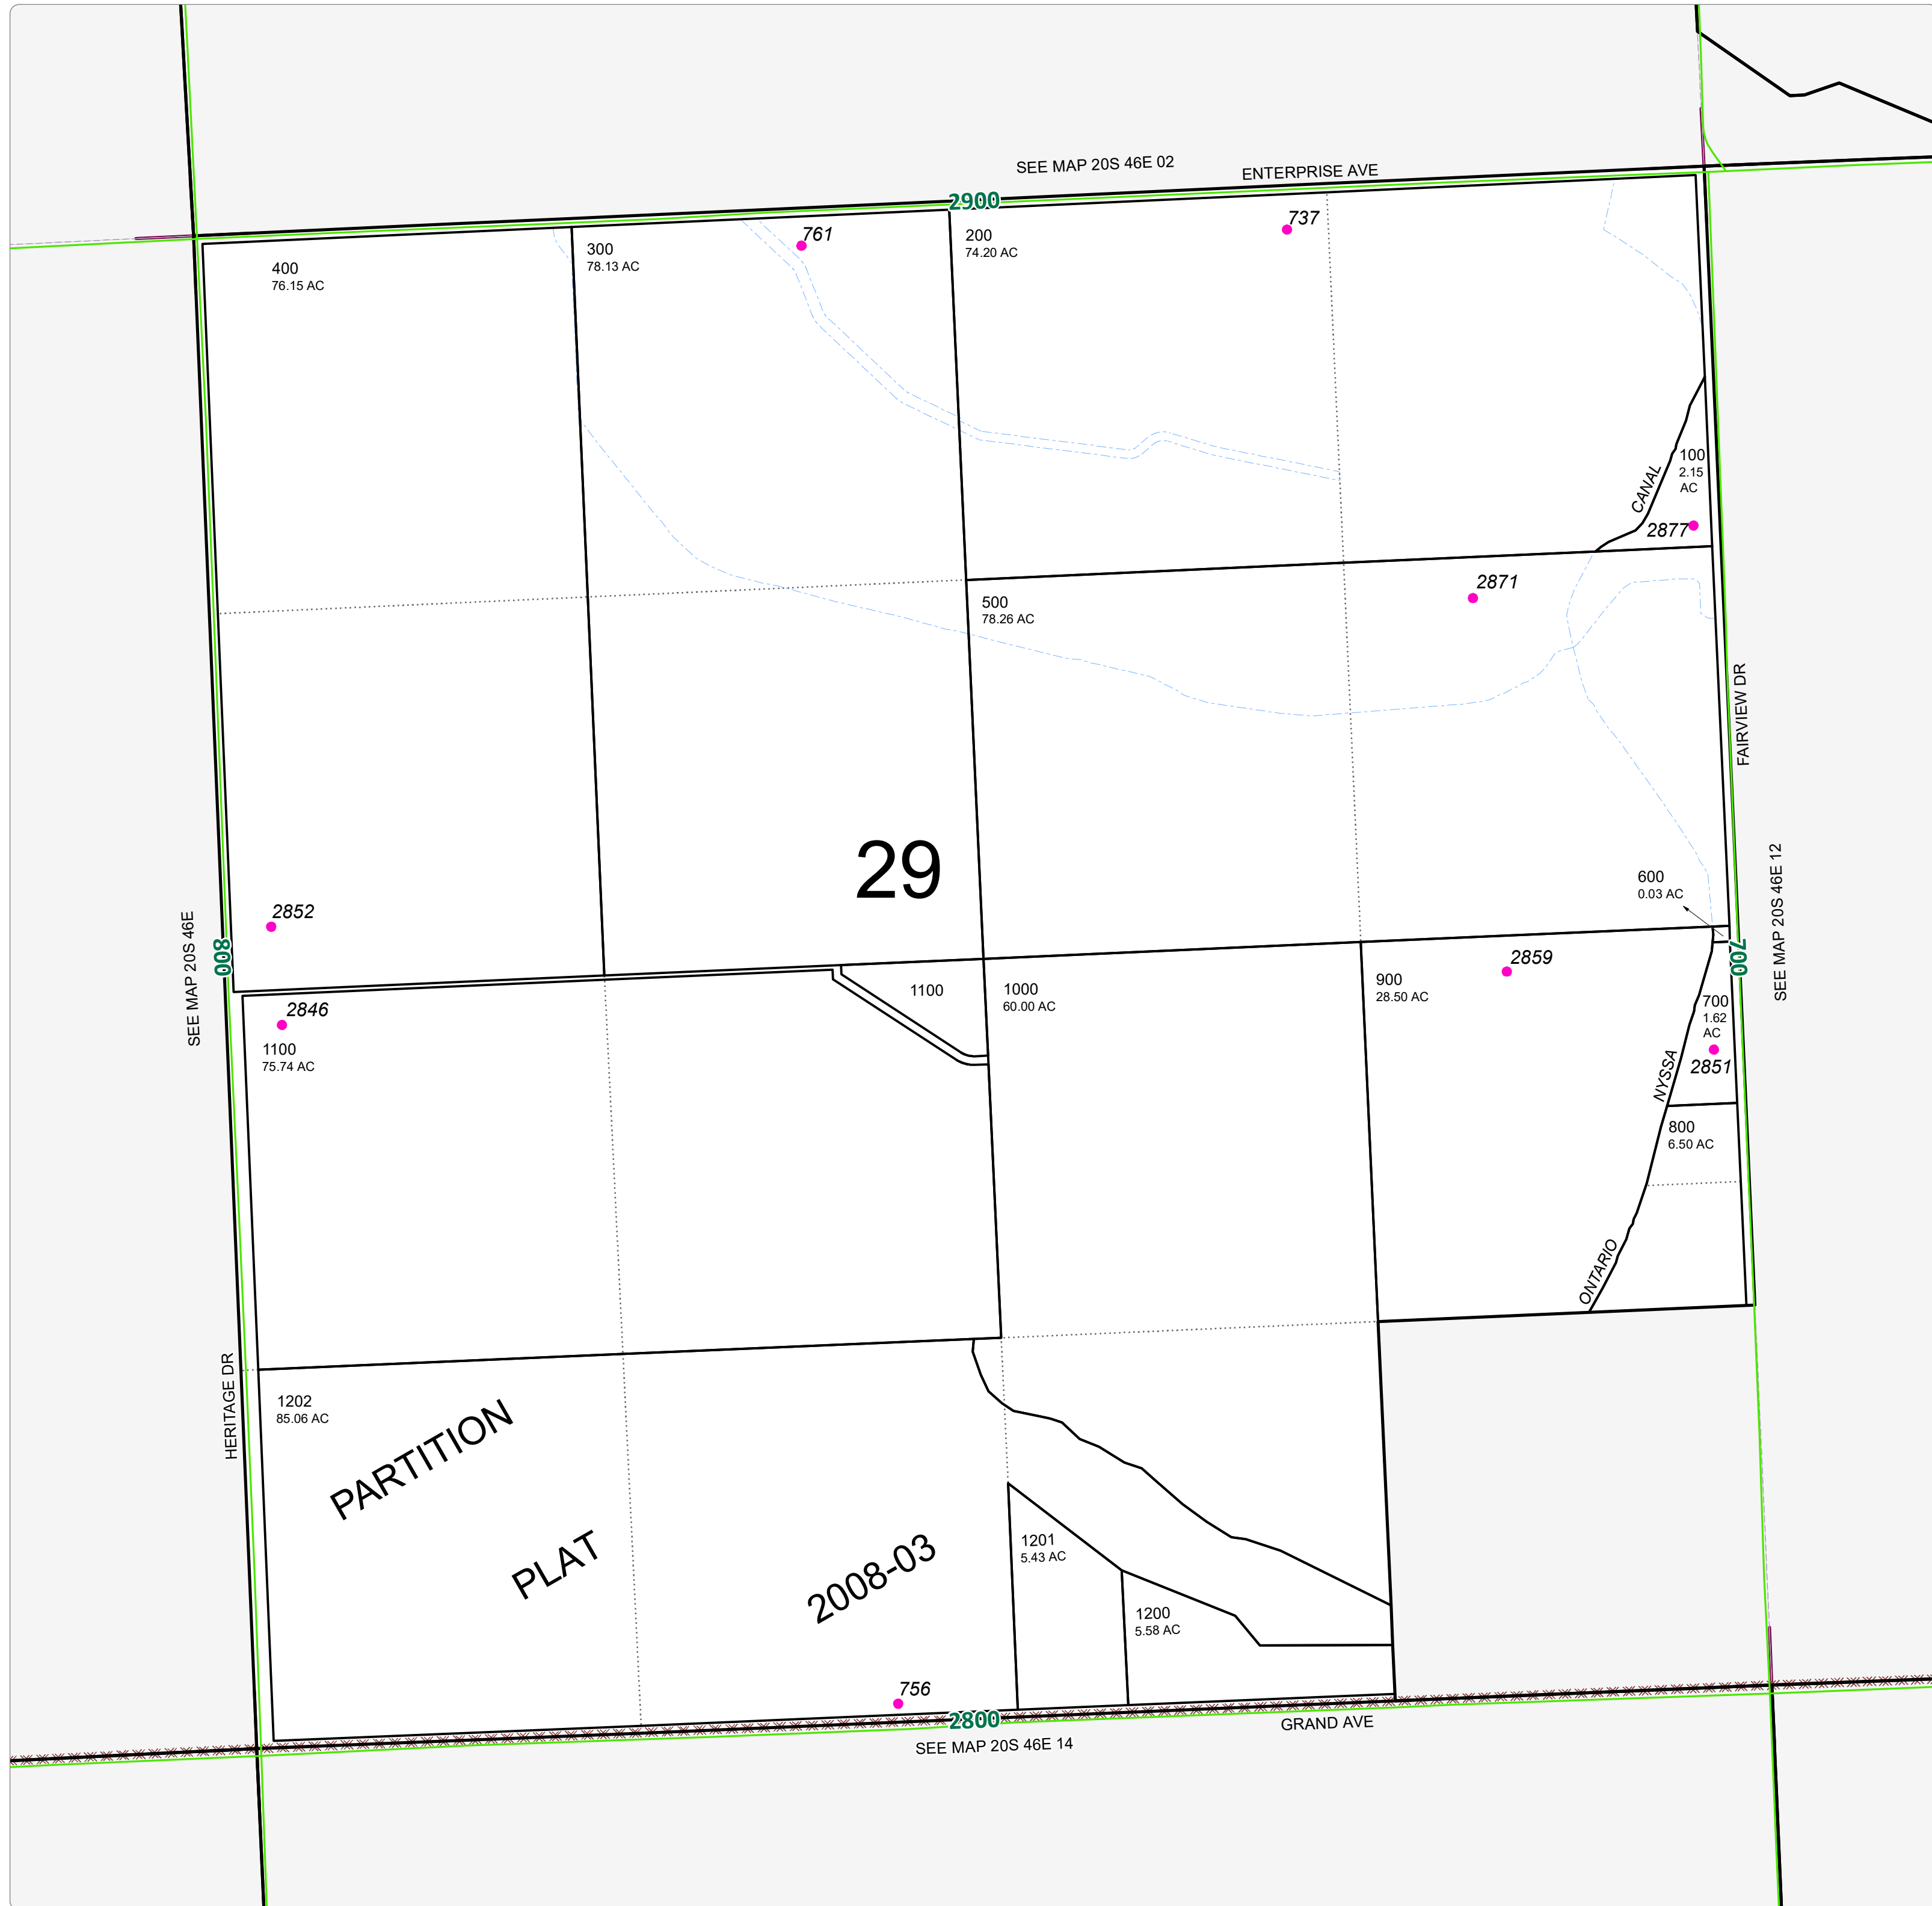 SEE MAP 20S 46E 02
ENTERPRISE AVE
2900
737
761
400
76.15 AC
300
78.13 AC
200
74.20 AC
100
2.15
AC
CANAL
2877
2871
500
78.26 AC
FAIRVIEW DR
29
600
0.03 AC
SEE MAP 20S 46E 12
2852
800
SEE MAP 20S 46E
700
2859
900
28.50 AC
1100
1000
60.00 AC
2846
1100
75.74 AC
700
1.62
AC
2851
NYSSA
800
6.50 AC
ONTARIO
HERITAGE DR
1202
85.06 AC
PARTITION
PLAT
2008-03
1201
5.43 AC
1200
5.58 AC
756
2800
GRAND AVE
SEE MAP 20S 46E 14